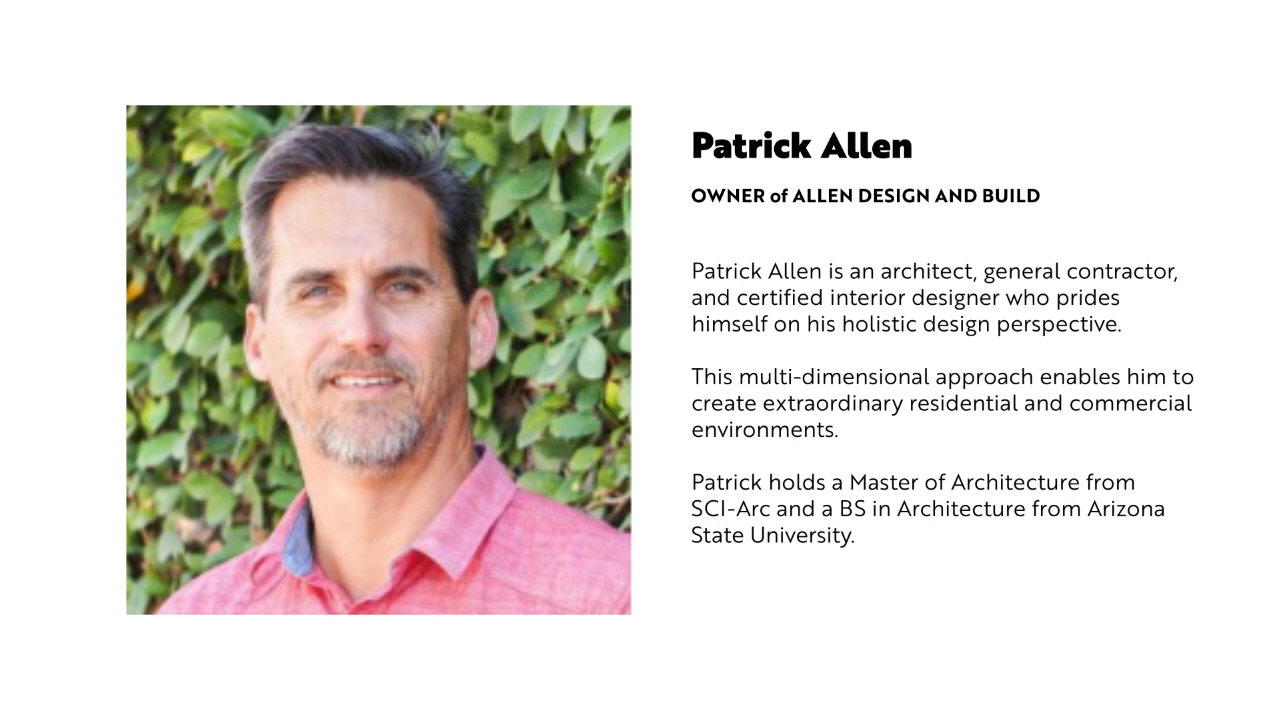 Patrick Allen
OWNER of ALLEN DESIGN AND BUILD
Patrick Allen is an architect, general contractor,
and certified interior designer who prides
himself on his holistic design perspective.
This multi-dimensional approach enables him to
create extraordinary residential and commercial
environments.
Patrick holds a Master of Architecture from
SCI-Arc and a BS in Architecture from Arizona
State University.